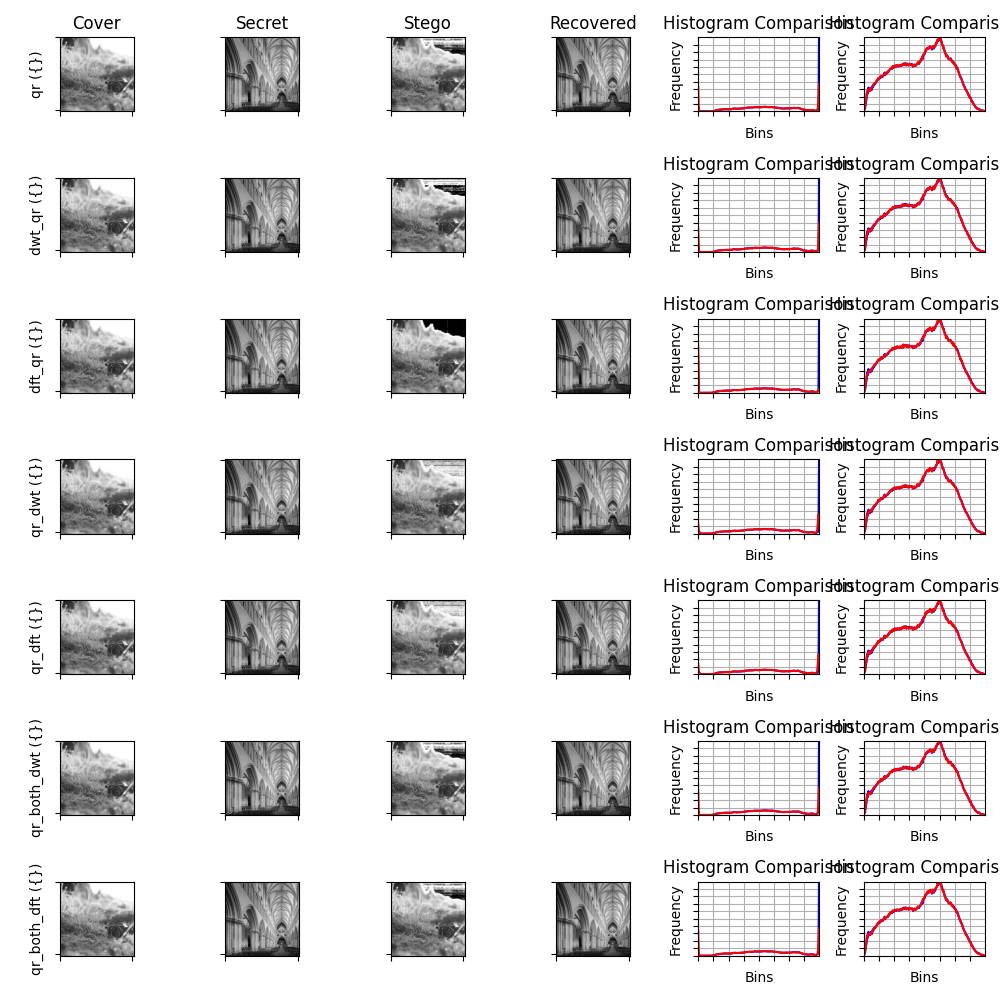 Cover Secret Stego Recovered Histogram Comparison Histogram Comparis
qr ({}) Frequency Frequency
Bins Bins
Histogram Comparison Histogram Comparis
dwt_qr ({}) Frequency Frequency
Bins Bins
Histogram Comparison Histogram Comparis
dft_qr ({}) Frequency Frequency
Bins Bins
Histogram Comparison Histogram Comparis
qr_dwt ({}) Frequency Frequency
Bins Bins
Histogram Comparison Histogram Comparis
qr_dft ({}) Frequency Frequency
Bins Bins
Histogram Comparison Histogram Comparis
qr_both_dwt ({}) Frequency Frequency
Bins Bins
Histogram Comparison Histogram Comparis
qr_both_dft ({}) Frequency Frequency
Bins Bins